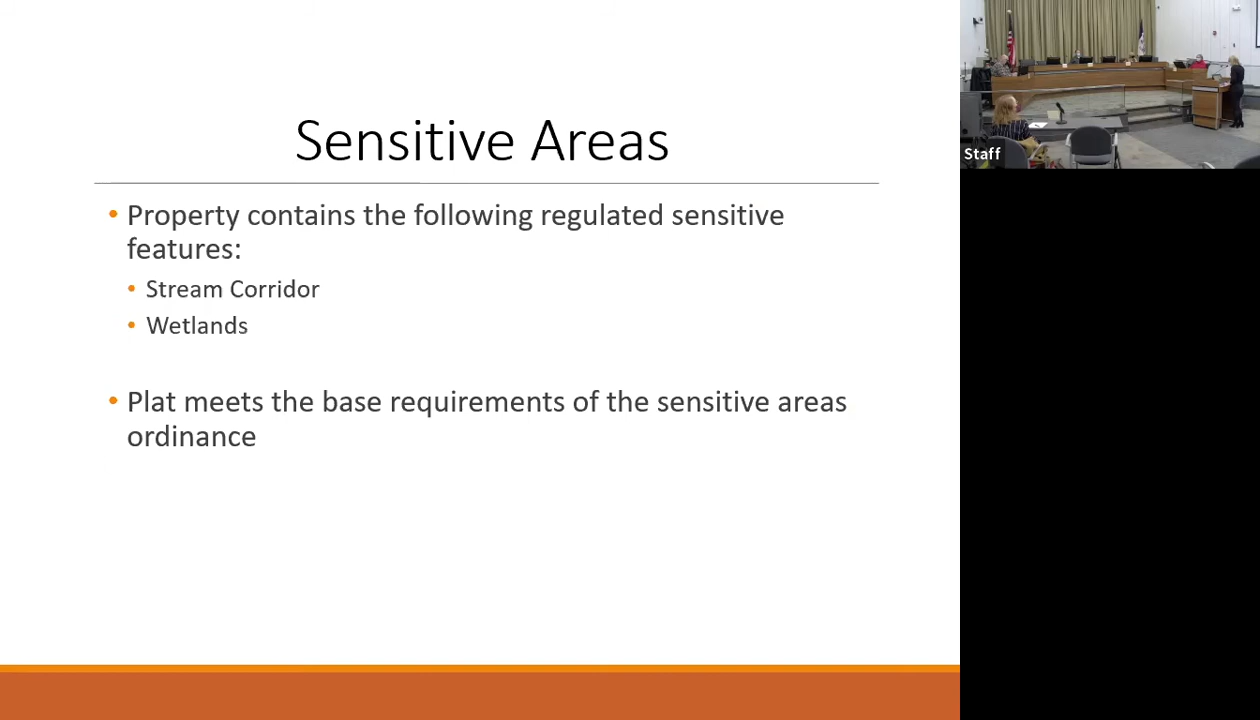 Sensitive Areas
• Property contains the following regulated sensitive
features:
• Stream Corridor
• Wetlands
• Plat meets the base requirements of the sensitive areas
ordinance
Staff